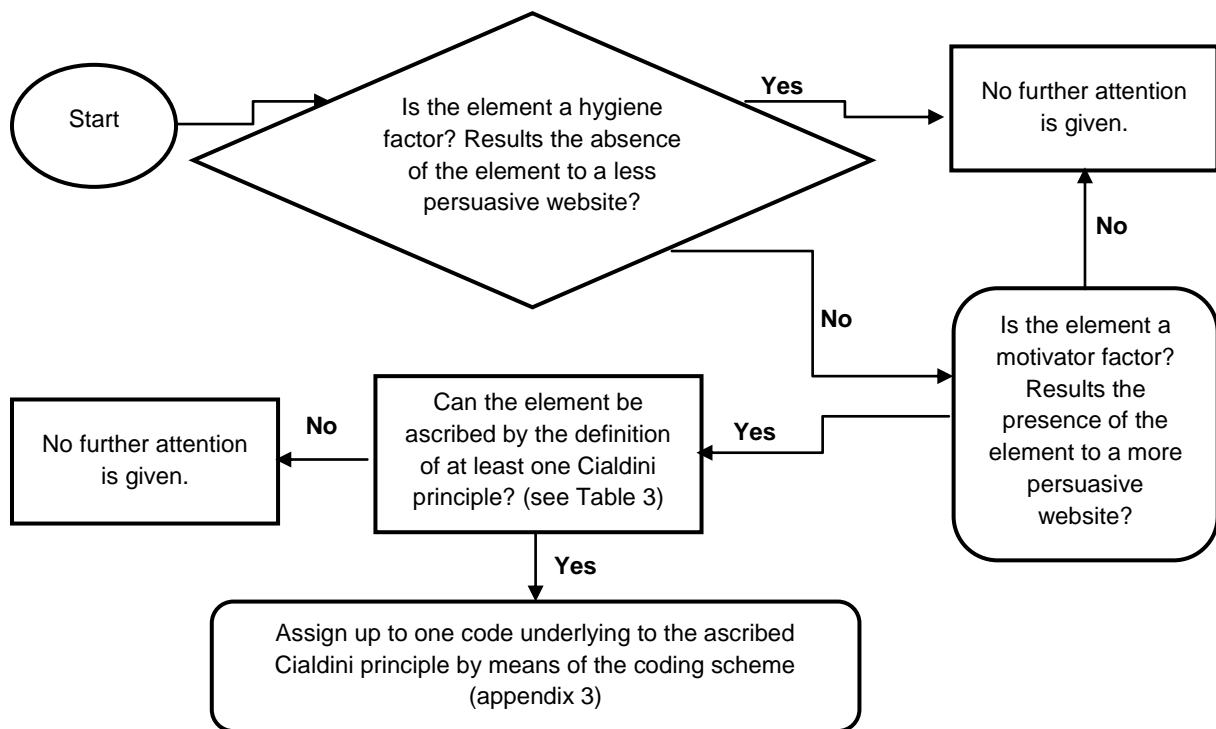 Start
Is the element a hygiene
factor? Results the absence
of the element to a less
persuasive website?
Yes
No further attention
is given.
No
No
Is the element a
motivator factor?
Results the
presence of the
element to a more
persuasive
website?
Yes
Can the element be
ascribed by the definition
of at least one Cialdini
principle? (see Table 3)
No
No further attention
is given.
Yes
Assign up to one code underlying to the ascribed
Cialdini principle by means of the coding scheme
(appendix 3)